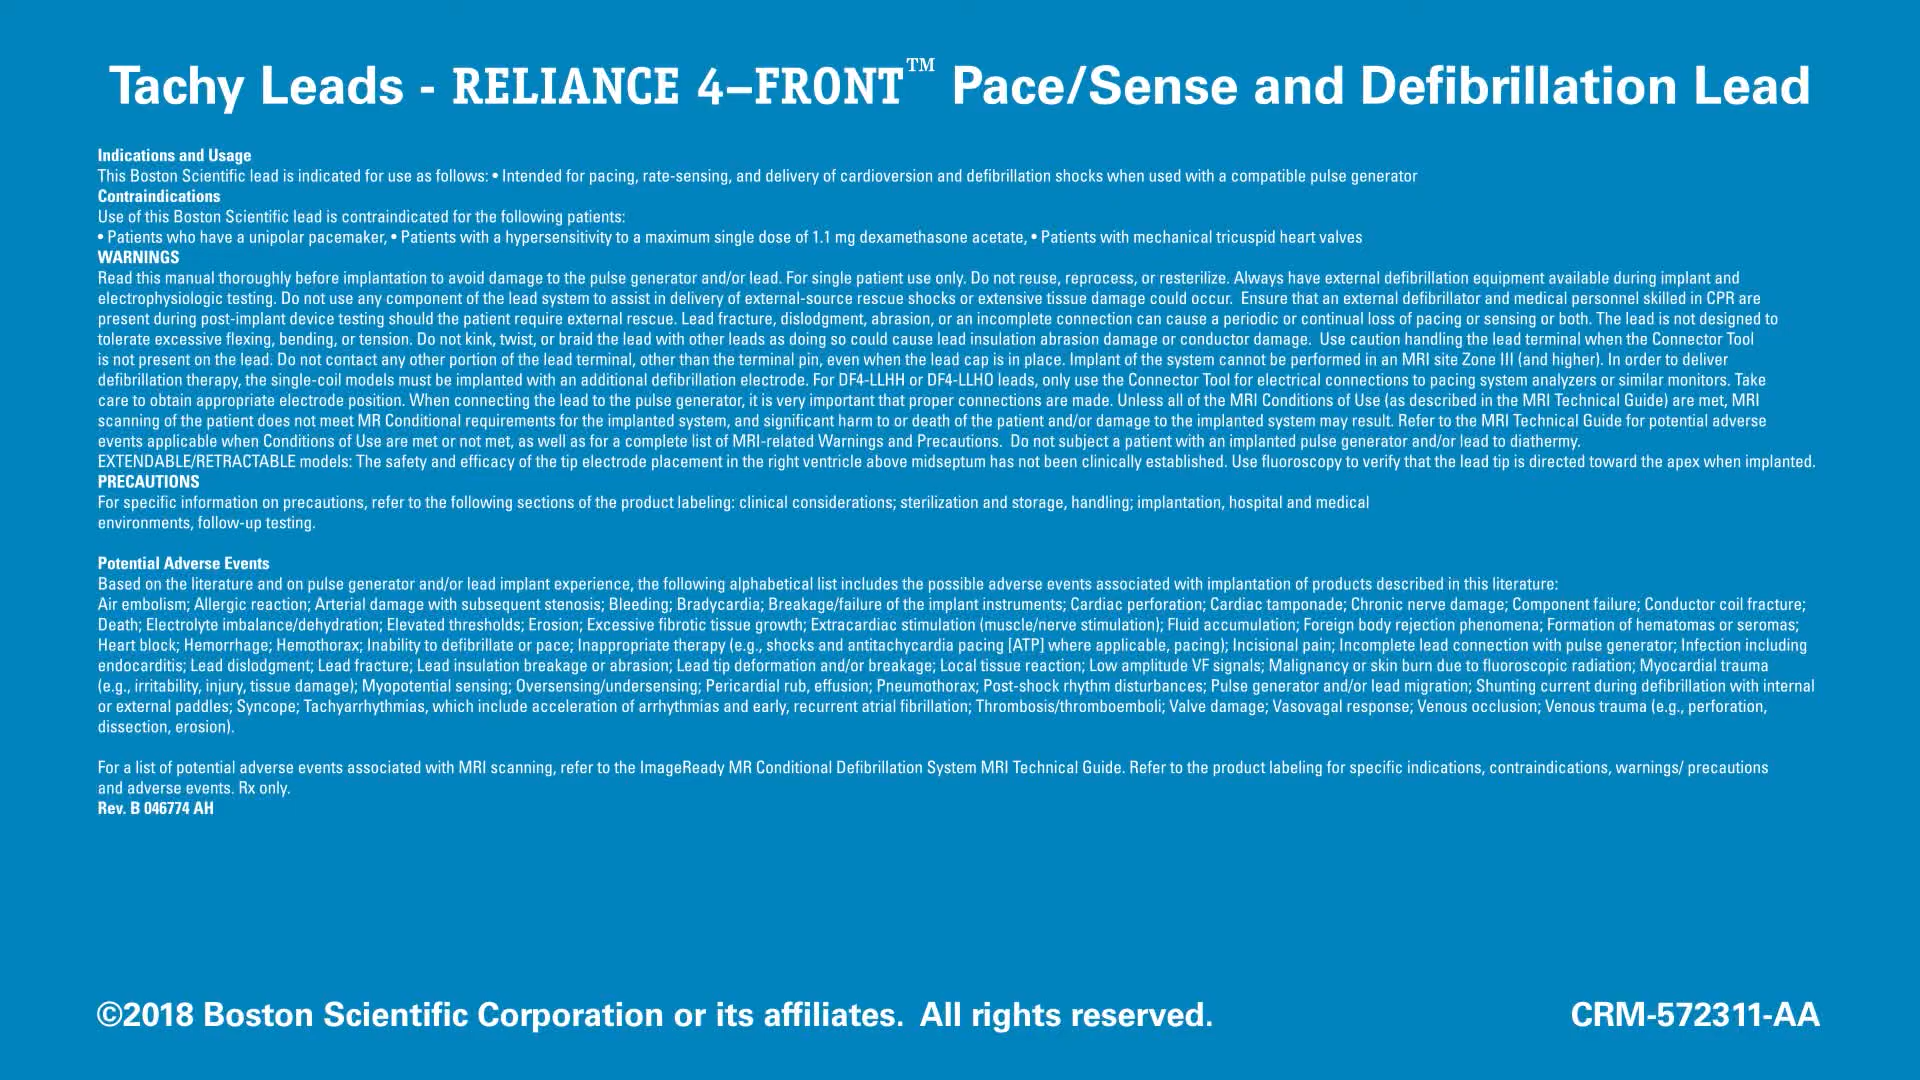 Tachy Leads - RELIANCE 4–FRONT™ Pace/Sense and Defibrillation Lead
Indications and Usage
This Boston Scientific lead is indicated for use as follows: • Intended for pacing, rate-sensing, and delivery of cardioversion and defibrillation shocks when used with a compatible pulse generator
Contraindications
Use of this Boston Scientific lead is contraindicated for the following patients:
• Patients who have a unipolar pacemaker, • Patients with a hypersensitivity to a maximum single dose of 1.1 mg dexamethasone acetate, • Patients with mechanical tricuspid heart valves
WARNINGS
Read this manual thoroughly before implantation to avoid damage to the pulse generator and/or lead. For single patient use only. Do not reuse, reprocess, or resterilize. Always have external defibrillation equipment available during implant and
electrophysiologic testing. Do not use any component of the lead system to assist in delivery of external-source rescue shocks or extensive tissue damage could occur.  Ensure that an external defibrillator and medical personnel skilled in CPR are
present during post-implant device testing should the patient require external rescue. Lead fracture, dislodgment, abrasion, or an incomplete connection can cause a periodic or continual loss of pacing or sensing or both. The lead is not designed to
tolerate excessive flexing, bending, or tension. Do not kink, twist, or braid the lead with other leads as doing so could cause lead insulation abrasion damage or conductor damage.  Use caution handling the lead terminal when the Connector Tool
is not present on the lead. Do not contact any other portion of the lead terminal, other than the terminal pin, even when the lead cap is in place. Implant of the system cannot be performed in an MRI site Zone III (and higher). In order to deliver
defibrillation therapy, the single-coil models must be implanted with an additional defibrillation electrode. For DF4-LLHH or DF4-LLHO leads, only use the Connector Tool for electrical connections to pacing system analyzers or similar monitors. Take
care to obtain appropriate electrode position. When connecting the lead to the pulse generator, it is very important that proper connections are made. Unless all of the MRI Conditions of Use (as described in the MRI Technical Guide) are met, MRI
scanning of the patient does not meet MR Conditional requirements for the implanted system, and significant harm to or death of the patient and/or damage to the implanted system may result. Refer to the MRI Technical Guide for potential adverse
events applicable when Conditions of Use are met or not met, as well as for a complete list of MRI-related Warnings and Precautions.  Do not subject a patient with an implanted pulse generator and/or lead to diathermy.
EXTENDABLE/RETRACTABLE models: The safety and efficacy of the tip electrode placement in the right ventricle above midseptum has not been clinically established. Use fluoroscopy to verify that the lead tip is directed toward the apex when implanted.
PRECAUTIONS
For specific information on precautions, refer to the following sections of the product labeling: clinical considerations; sterilization and storage, handling; implantation, hospital and medical
environments, follow-up testing.
Potential Adverse Events
Based on the literature and on pulse generator and/or lead implant experience, the following alphabetical list includes the possible adverse events associated with implantation of products described in this literature:
Air embolism; Allergic reaction; Arterial damage with subsequent stenosis; Bleeding; Bradycardia; Breakage/failure of the implant instruments; Cardiac perforation; Cardiac tamponade; Chronic nerve damage; Component failure; Conductor coil fracture;
Death; Electrolyte imbalance/dehydration; Elevated thresholds; Erosion; Excessive fibrotic tissue growth; Extracardiac stimulation (muscle/nerve stimulation); Fluid accumulation; Foreign body rejection phenomena; Formation of hematomas or seromas;
Heart block; Hemorrhage; Hemothorax; Inability to defibrillate or pace; Inappropriate therapy (e.g., shocks and antitachycardia pacing [ATP] where applicable, pacing); Incisional pain; Incomplete lead connection with pulse generator; Infection including
endocarditis; Lead dislodgment; Lead fracture; Lead insulation breakage or abrasion; Lead tip deformation and/or breakage; Local tissue reaction; Low amplitude VF signals; Malignancy or skin burn due to fluoroscopic radiation; Myocardial trauma
(e.g., irritability, injury, tissue damage); Myopotential sensing; Oversensing/undersensing; Pericardial rub, effusion; Pneumothorax; Post-shock rhythm disturbances; Pulse generator and/or lead migration; Shunting current during defibrillation with internal
or external paddles; Syncope; Tachyarrhythmias, which include acceleration of arrhythmias and early, recurrent atrial fibrillation; Thrombosis/thromboemboli; Valve damage; Vasovagal response; Venous occlusion; Venous trauma (e.g., perforation,
dissection, erosion).
For a list of potential adverse events associated with MRI scanning, refer to the ImageReady MR Conditional Defibrillation System MRI Technical Guide. Refer to the product labeling for specific indications, contraindications, warnings/ precautions
and adverse events. Rx only.
Rev. B 046774 AH
©2018 Boston Scientific Corporation or its affiliates.  All rights reserved.
CRM-572311-AA